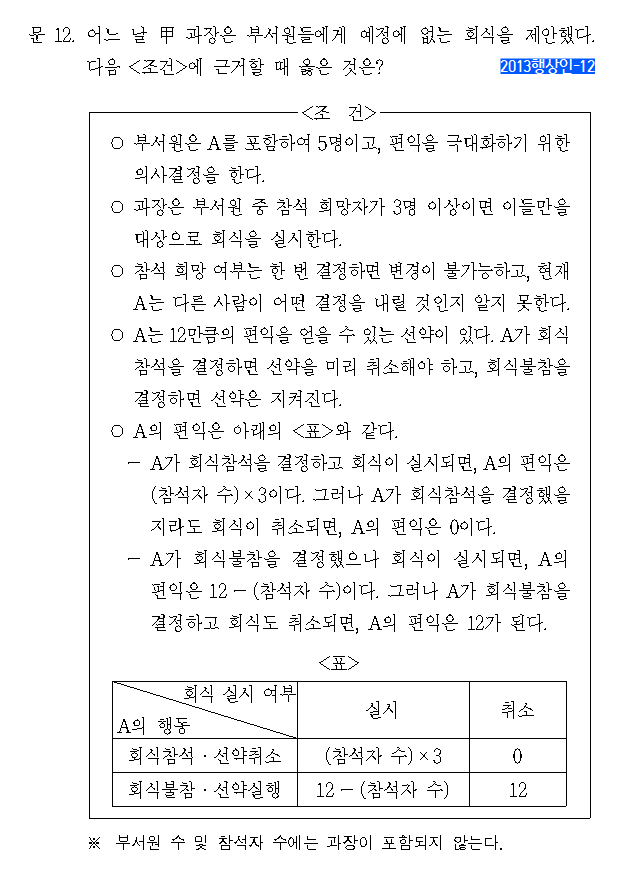 문 12. 어느 날 甲 과장은 부서원들에게 예정에 없는 회식을 제안했다.
다음 <조건>에 근거할 때 옳은 것은?
2013행상인-12
<조 건>
○ 부서원은 A를 포함하여 5명이고, 편익을 극대화하기 위한
의사결정을 한다.
○ 과장은 부서원 중 참석 희망자가 3명 이상이면 이들만을
대상으로 회식을 실시한다.
○ 참석 희망 여부는 한 번 결정하면 변경이 불가능하고, 현재
A는 다른 사람이 어떤 결정을 내릴 것인지 알지 못한다.
○ A는 12만큼의 편익을 얻을 수 있는 선약이 있다. A가 회식
참석을 결정하면 선약을 미리 취소해야 하고, 회식불참을
결정하면 선약은 지켜진다.
○ A의 편익은 아래의 <표>와 같다.
－ A가 회식참석을 결정하고 회식이 실시되면, A의 편익은
(참석자 수)×3이다. 그러나 A가 회식참석을 결정했을
지라도 회식이 취소되면, A의 편익은 0이다.
－ A가 회식불참을 결정했으나 회식이 실시되면, A의
편익은 12－(참석자 수)이다. 그러나 A가 회식불참을
결정하고 회식도 취소되면, A의 편익은 12가 된다.
<표>
회식 실시 여부
A의 행동
실시
취소
회식참석·선약취소
(참석자 수)×3
0
회식불참·선약실행
12－(참석자 수)
12
※ 부서원 수 및 참석자 수에는 과장이 포함되지 않는다.